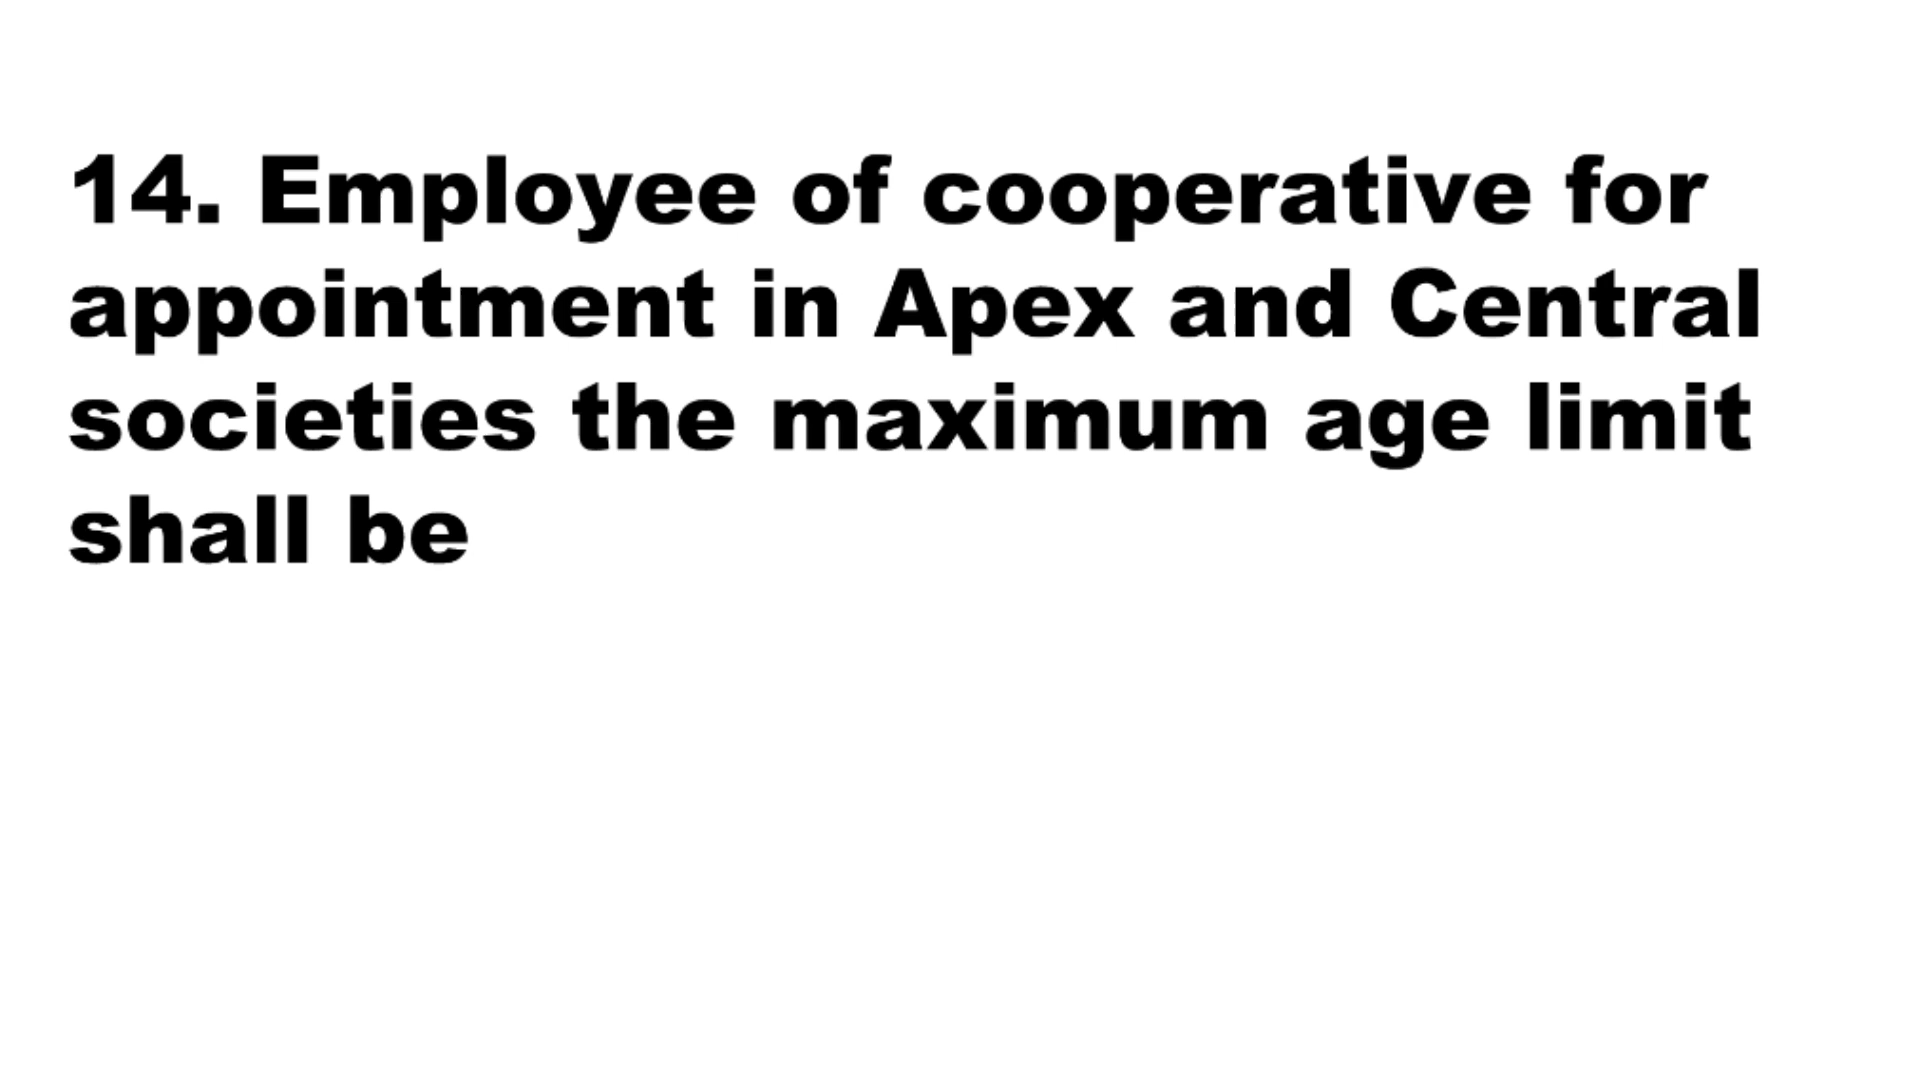 14. Employee of cooperative for
appointment in Apex and Central
societies the maximum age limit
shall be